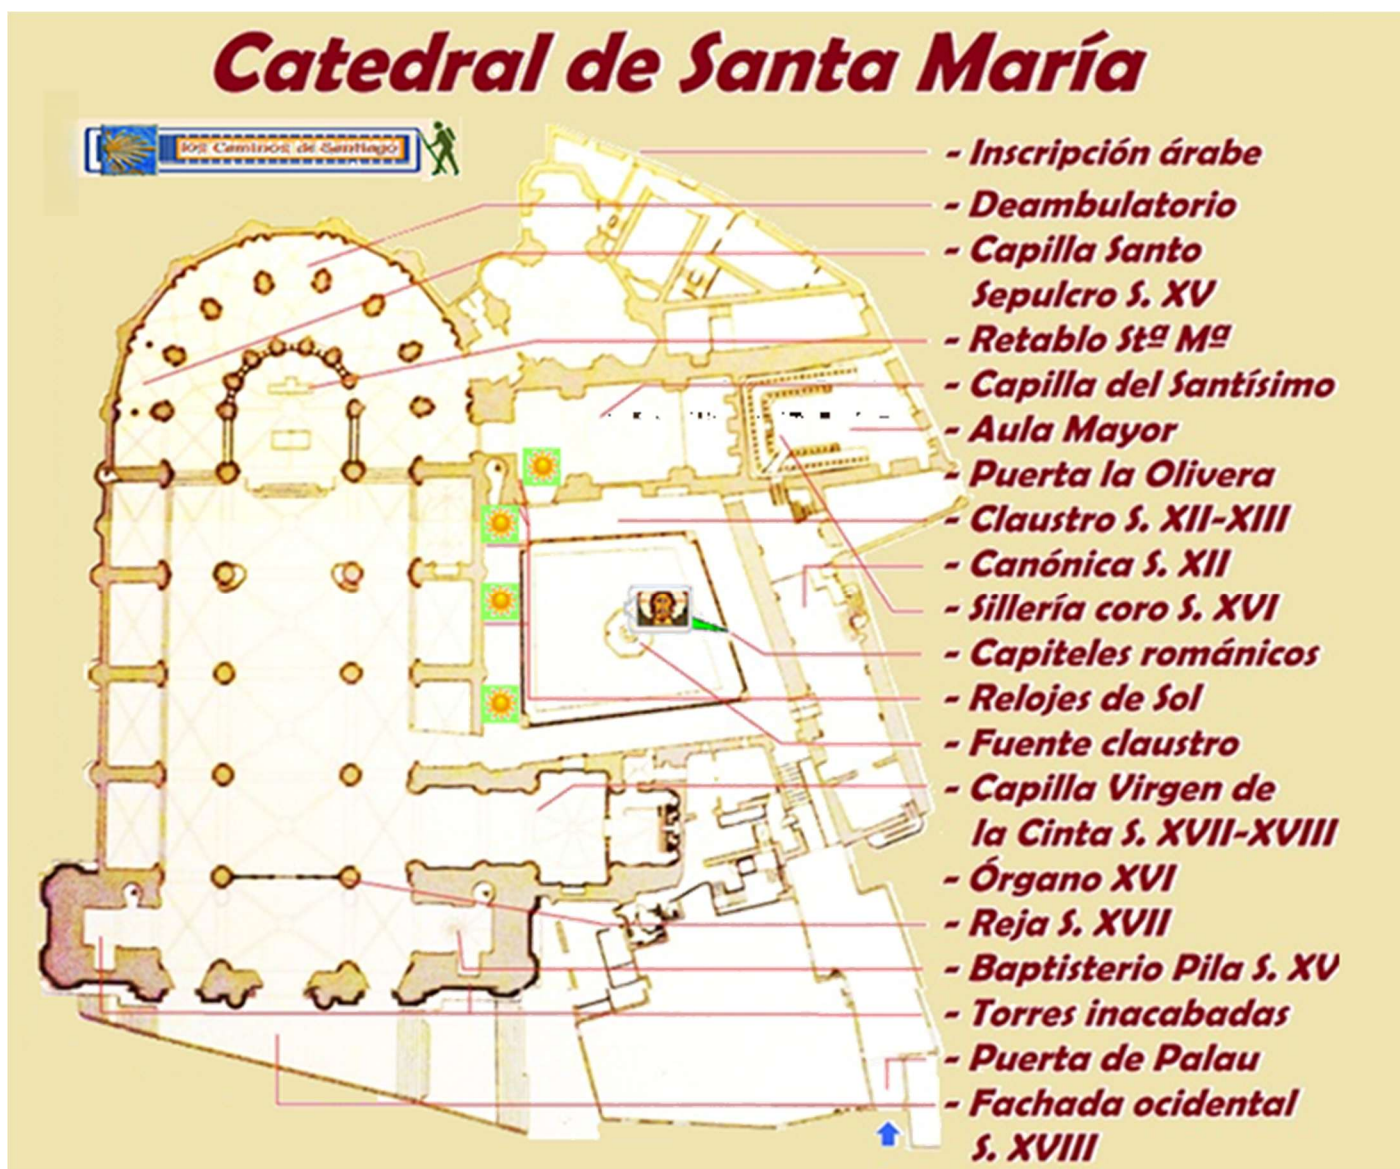 Catedral de Santa María
los Caminos de Santiago
- Inscripción árabe
- Deambulatorio
- Capilla Santo
Sepulcro S. XV
- Retablo Stª Mª
- Capilla del Santísimo
- Aula Mayor
- Puerta la Olivera
- Claustro S. XII-XIII
- Canónica S. XII
- Sillería coro S. XVI
- Capiteles románicos
- Relojes de Sol
- Fuente claustro
- Capilla Virgen de
la Cinta S. XVII-XVIII
- Órgano XVI
- Reja S. XVII
- Baptisterio Pila S. XV
- Torres inacabadas
- Puerta de Palau
- Fachada ocidental
S. XVIII